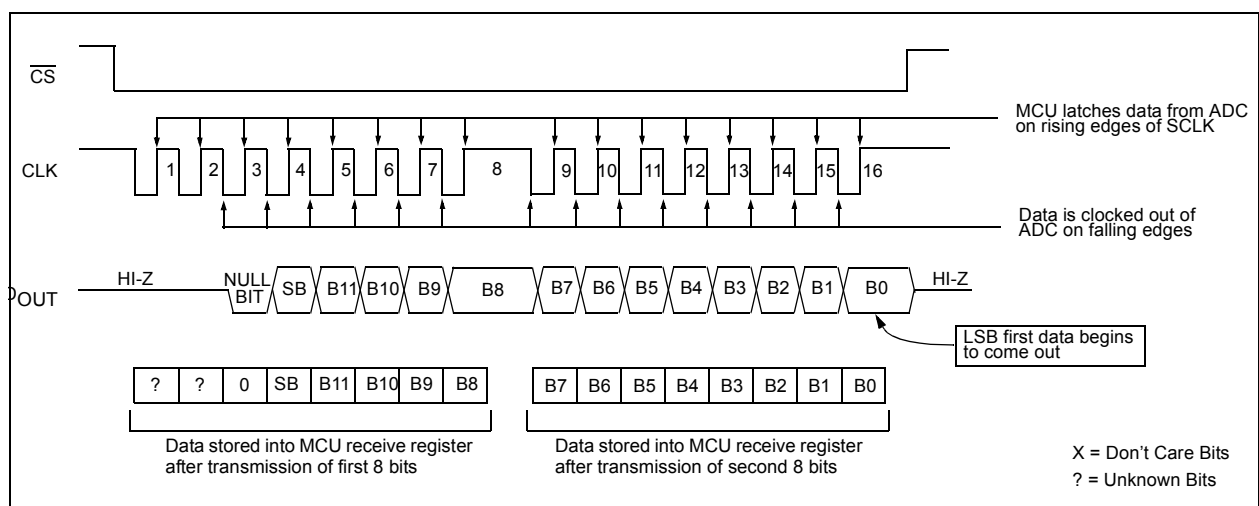 CS
MCU latches data from ADC
on rising edges of SCLK
CLK
1 2 3 4 5 6 7 8 9 10 11 12 13 14 15 16
Data is clocked out of
ADC on falling edges
OUT
HI-Z
NULL
BIT
SB B11 B10 B9 B8 B7 B6 B5 B4 B3 B2 B1 B0
HI-Z
LSB first data begins
to come out
? ? 0 SB B11 B10 B9 B8
B7 B6 B5 B4 B3 B2 B1 B0
Data stored into MCU receive register
after transmission of first 8 bits
Data stored into MCU receive register
after transmission of second 8 bits
X = Don't Care Bits
? = Unknown Bits